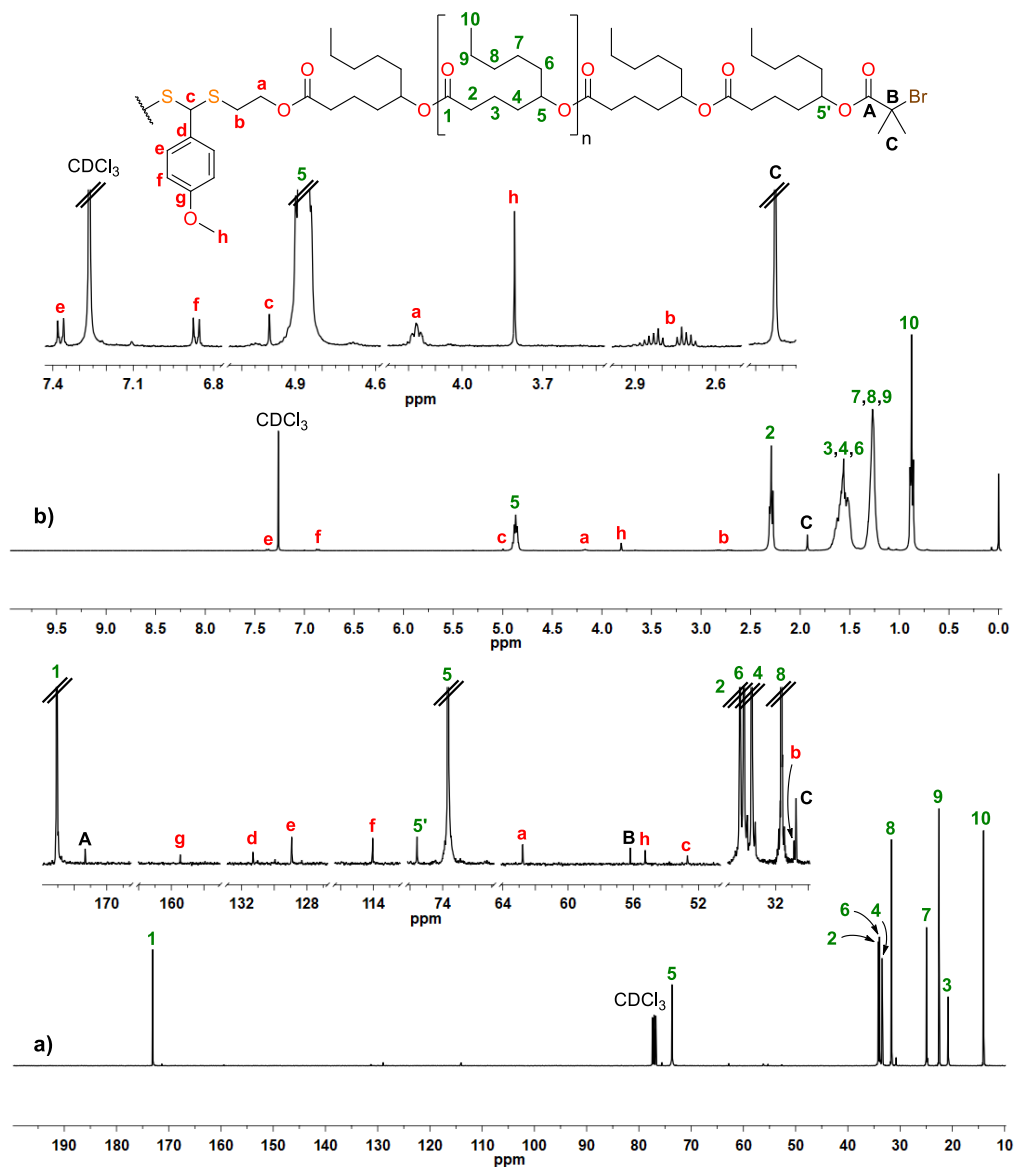 10
7
9
8
6
O
O
O
O
S
c
S
a
O
2
4
O
O
O
O
Br
b
1
3
5
n
5'
A
B
C
d
e
f
g
O
h
CDCl3
5
h
C
e
f
c
a
b
10
7.4 7.1 6.8 4.9 4.6 4.0 3.7 2.9 2.6
ppm
7,8,9
CDCl3
2
3,4,6
b)
5
C
e f c a h b
9.5 9.0 8.5 8.0 7.5 7.0 6.5 6.0 5.5 5.0 4.5 4.0 3.5 3.0 2.5 2.0 1.5 1.0 0.5 0.0
ppm
1
5
2 6 4 8
b
C
A
g
d
e
f
5'
a
B
h
c
9
10
8
170 160 132 128 114 74 64 60 56 52 32
ppm
6 4
7
2
1
5
3
CDCl3
a)
190 180 170 160 150 140 130 120 110 100 90 80 70 60 50 40 30 20 10
ppm